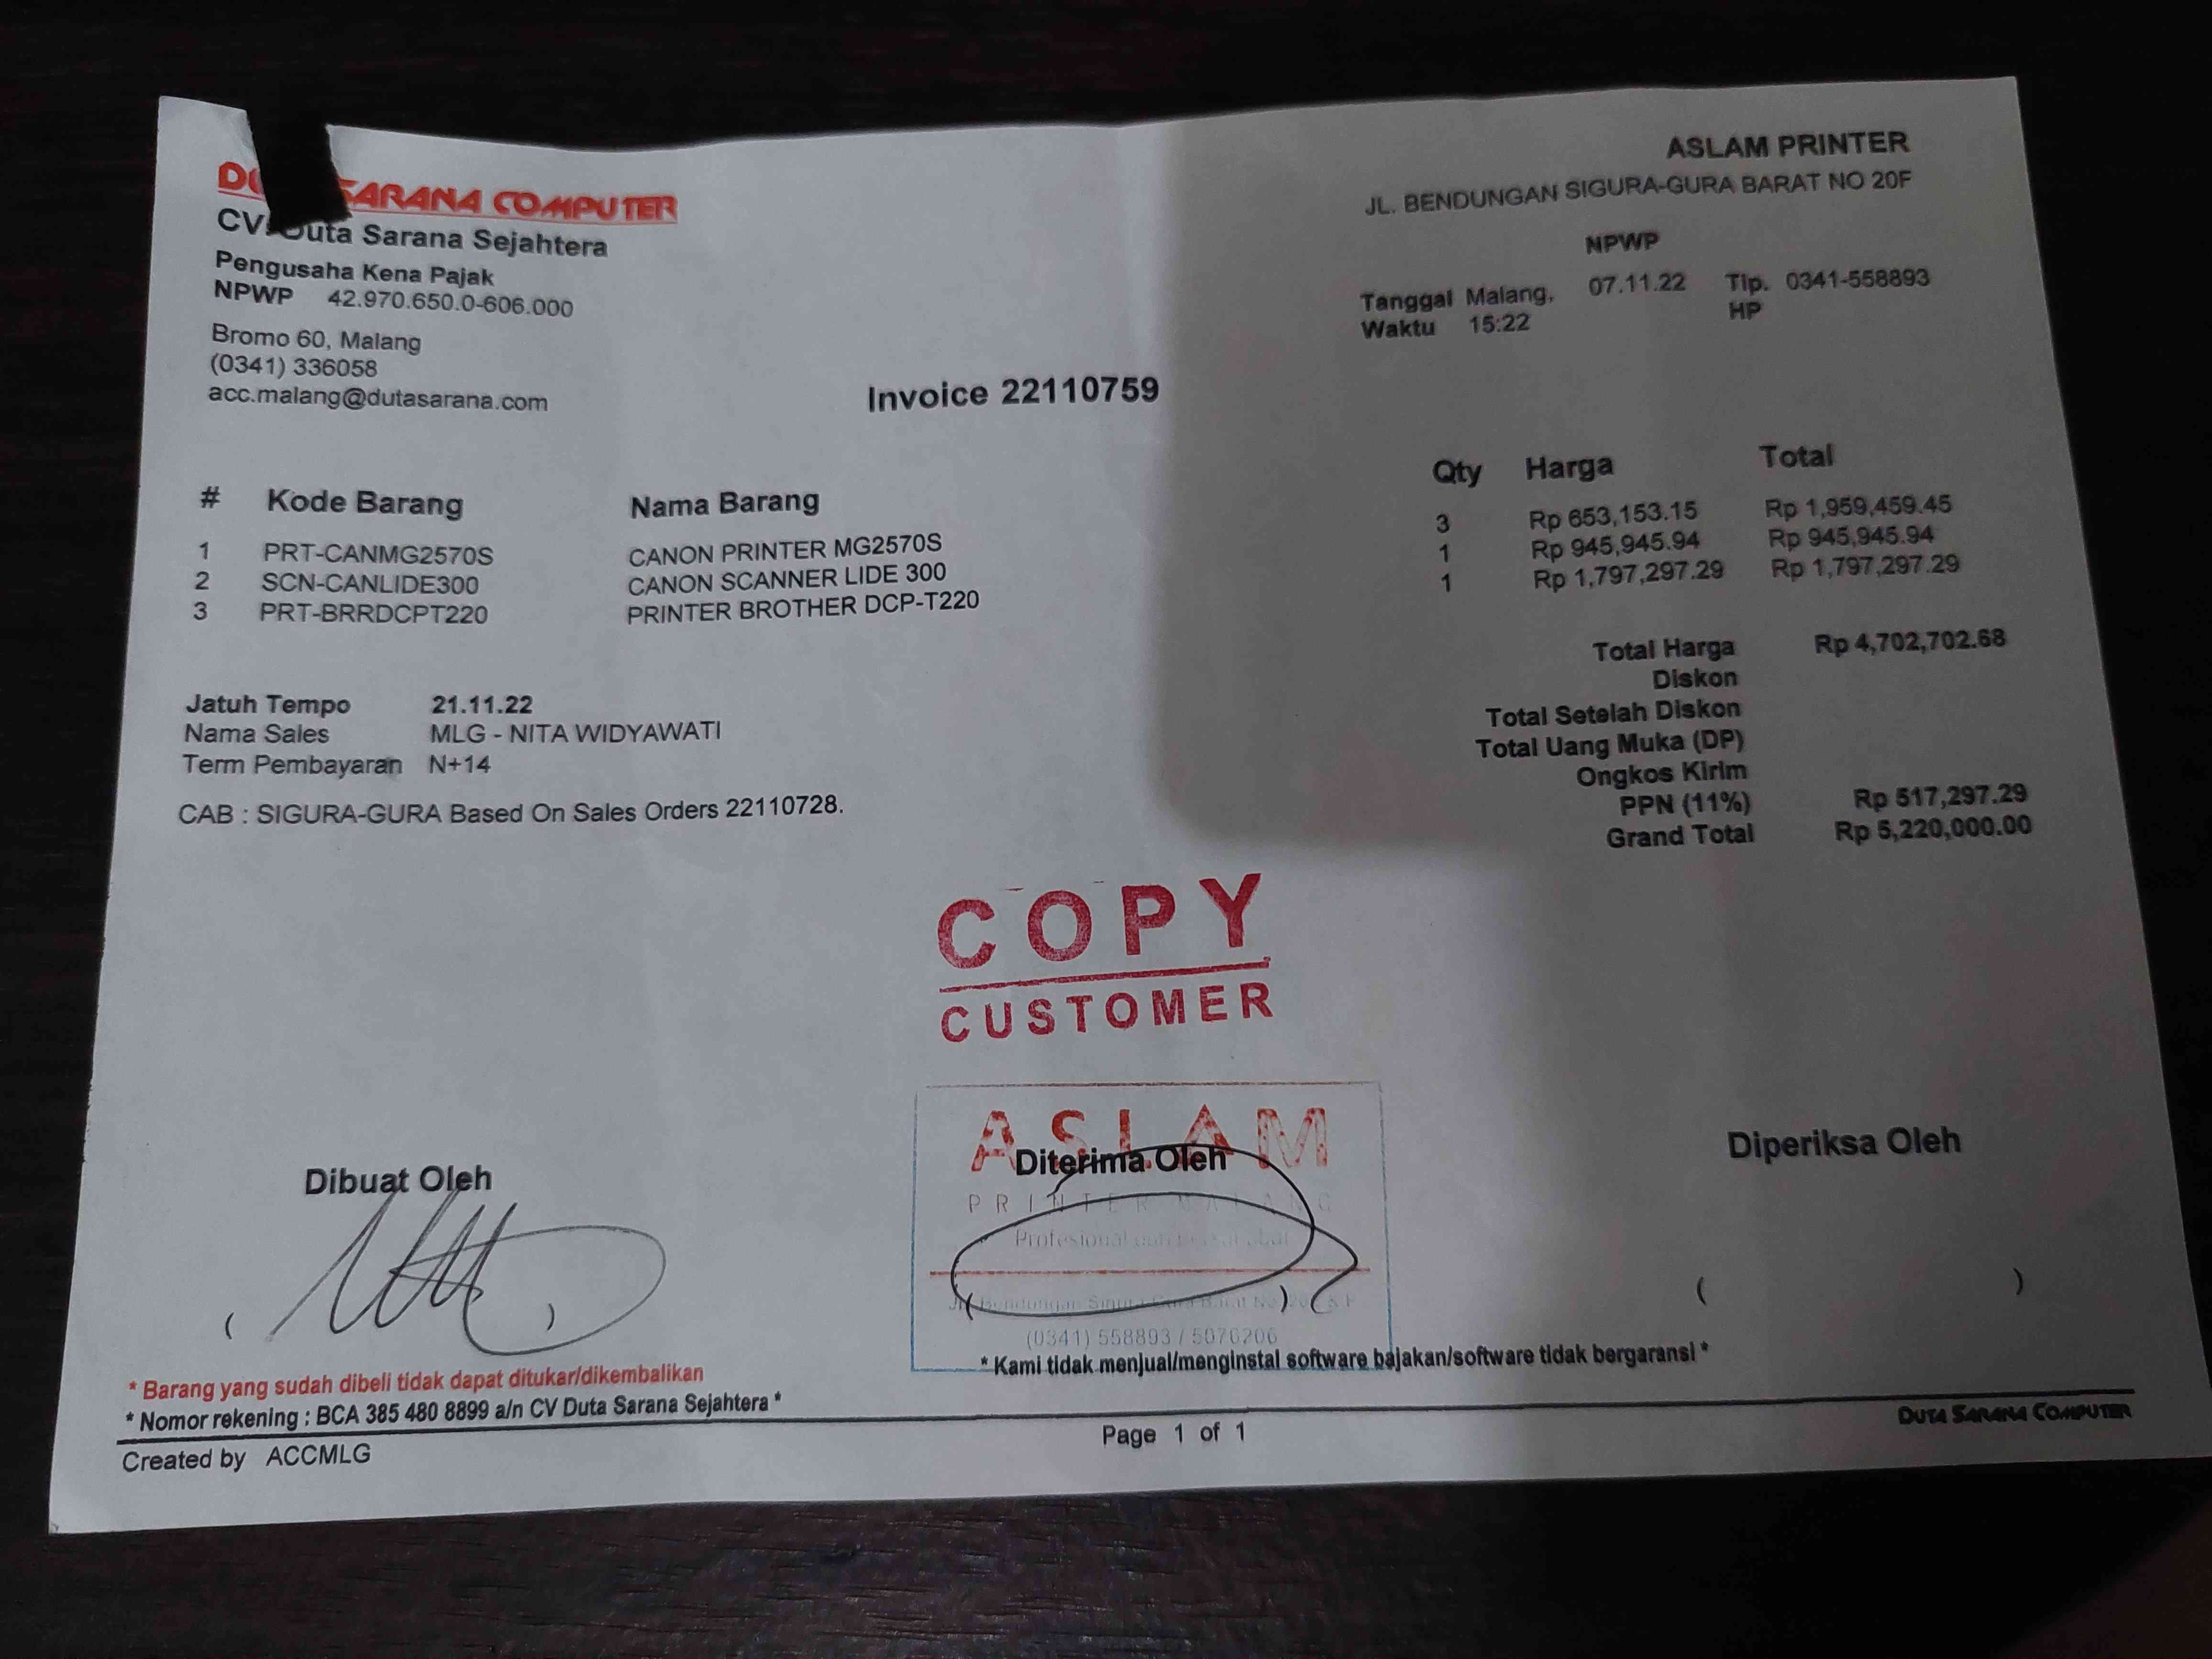 SARANA COMPUTER
CV. Duta Sarana Sejahtera
Pengusaha Kena Pajak
NPWP 42.970.650.0-606.000
Bromo 60, Malang
(0341) 336058
acc.malang@dutasarana.com
ASLAM PRINTER
JL. BENDUNGAN SIGURA-GURA BARAT NO 20F
NPWP
Tanggal Malang, 07.11.22 Tlp. 0341-558893
Waktu 15:22 HP
Invoice 22110759
# Kode Barang Nama Barang Qty Harga Total
1 PRT-CANMG2570S CANON PRINTER MG2570S 3 Rp 653,153.15 Rp 1,959,459.45
2 SCN-CANLIDE300 CANON SCANNER LIDE 300 1 Rp 945,945.94 Rp 945,945.94
3 PRT-BRRDCPT220 PRINTER BROTHER DCP-T220 1 Rp 1,797,297.29 Rp 1,797,297.29
Total Harga Rp 4,702,702.68
Diskon
Total Setelah Diskon
Total Uang Muka (DP)
Ongkos Kirim
PPN (11%) Rp 517,297.29
Grand Total Rp 5,220,000.00
Jatuh Tempo 21.11.22
Nama Sales MLG - NITA WIDYAWATI
Term Pembayaran N+14
CAB : SIGURA-GURA Based On Sales Orders 22110728.
COPY
CUSTOMER
Dibuat Oleh
ASLAM
Diterima Oleh
PRINTER MALANG
Profesional
(0341) 558893 / 5076206
Diperiksa Oleh
( )
( )
( )
* Barang yang sudah dibeli tidak dapat ditukar/dikembalikan
* Nomor rekening : BCA 385 480 8899 a/n CV Duta Sarana Sejahtera *
* Kami tidak menjual/menginstal software bajakan/software tidak bergaransi *
DUTA SARANA COMPUTER
Created by ACCMLG
Page 1 of 1